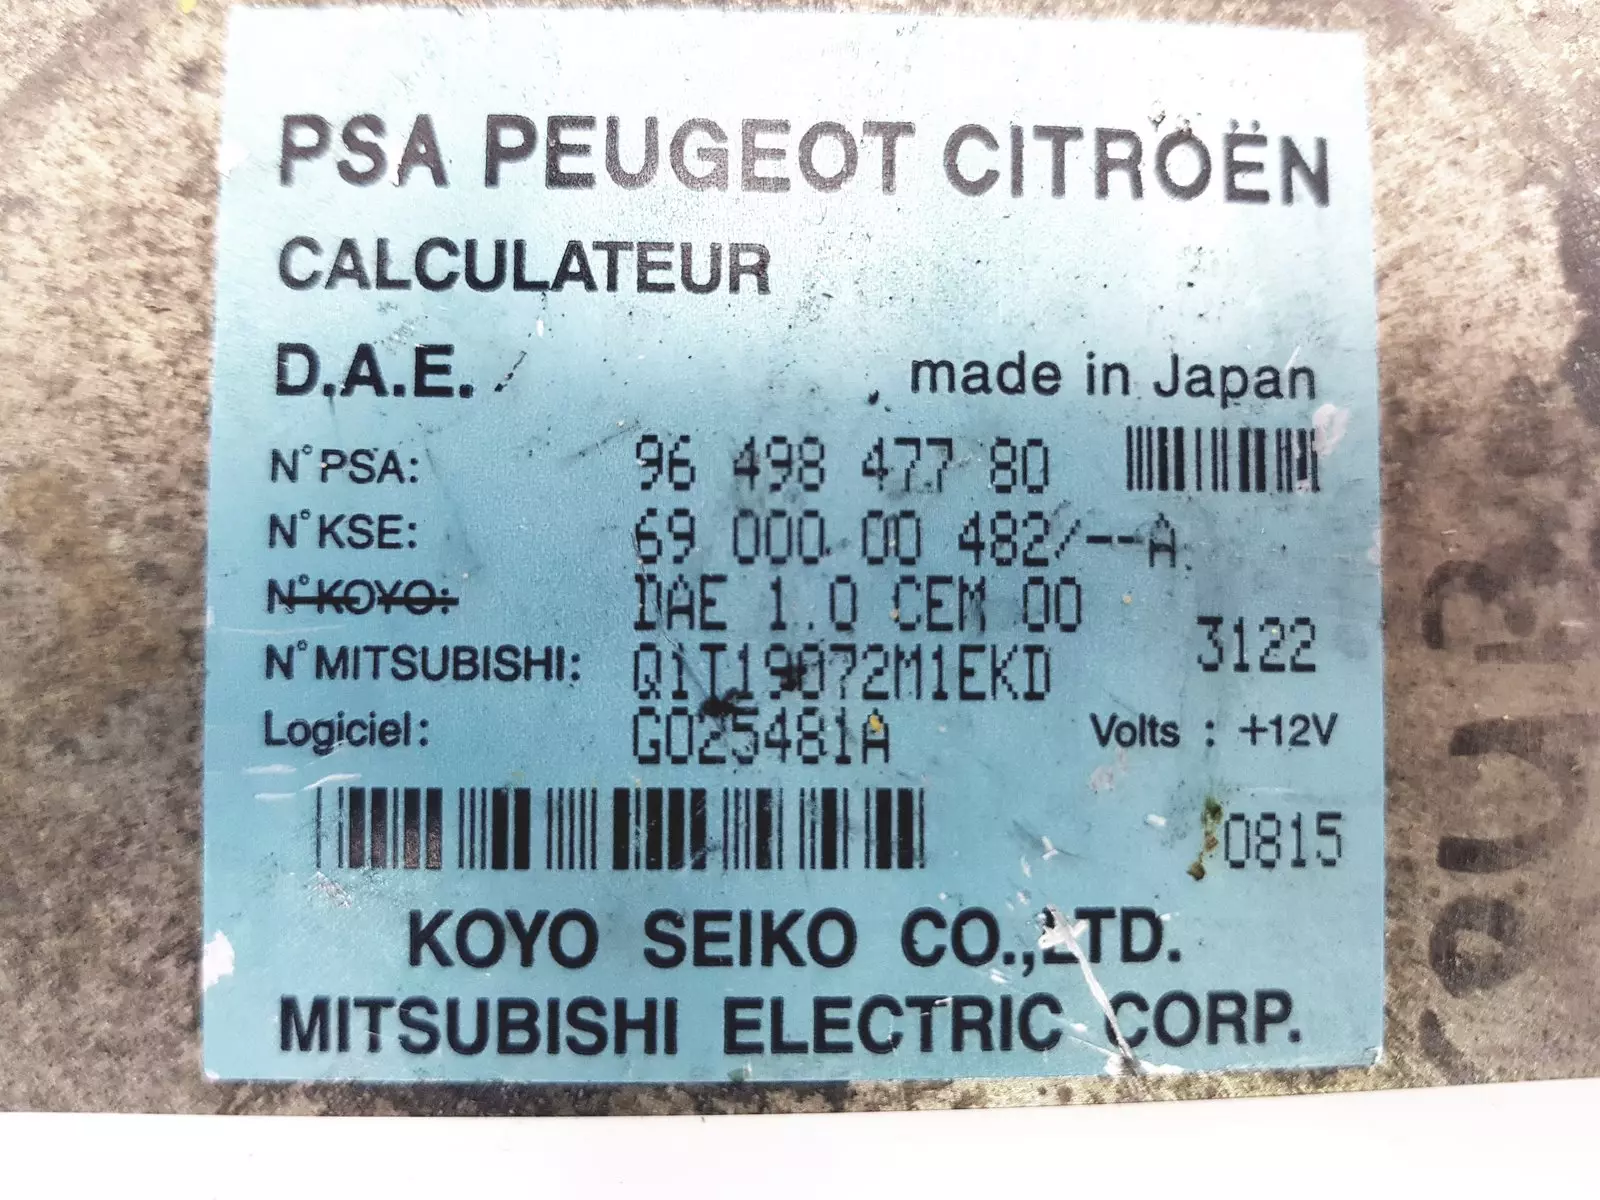 PSA PEUGEOT CITROËN
CALCULATEUR
D.A.E. made in Japan
N°PSA: 96 498 477 80
N°KSE: 69 000 00 482/--A
N°KOYO: DAE 1.0 CEM 00
N°MITSUBISHI: Q1T19072M1EKD 3122
Logiciel: G025481A Volts : +12V
0815
KOYO SEIKO CO.,LTD.
MITSUBISHI ELECTRIC CORP.